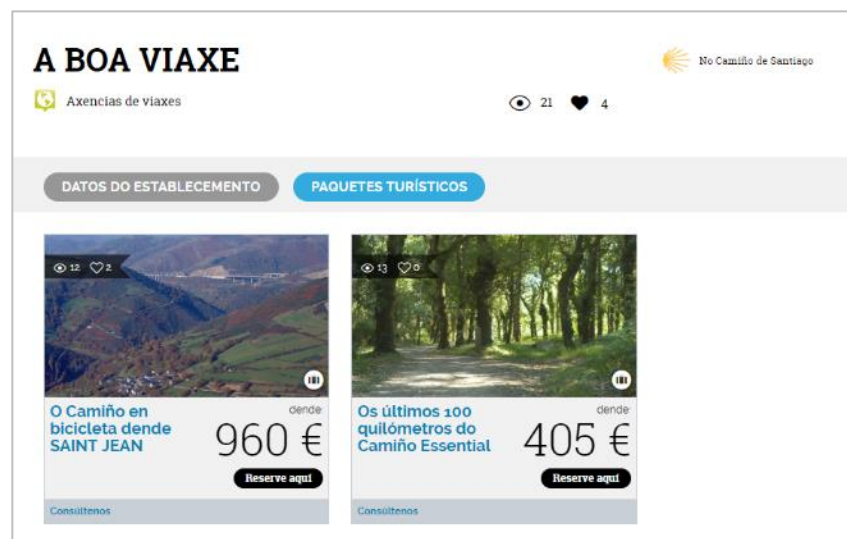 A BOA VIAXE
No Camiño de Santiago
Axencias de viaxes
21 4
DATOS DO ESTABLECEMENTO PAQUETES TURÍSTICOS
12 2
13 0
O Camiño en
bicicleta dende
SAINT JEAN
dende
960 €
Reserve aquí
Consúltenos
Os últimos 100
quilómetros do
Camiño Essential
dende
405 €
Reserve aquí
Consúltenos